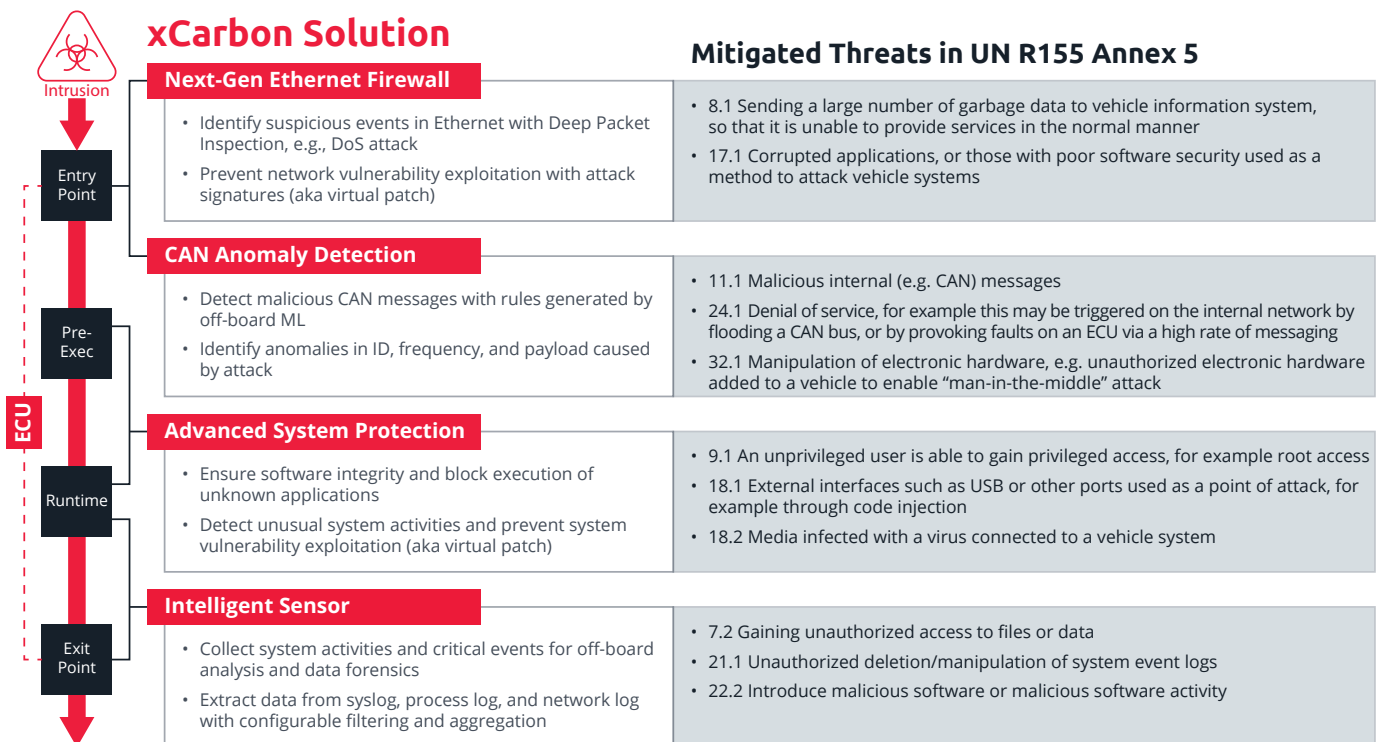 xCarbon Solution
Mitigated Threats in UN R155 Annex 5
Intrusion
Entry
Point
Pre-
Exec
ECU
Runtime
Exit
Point
Next-Gen Ethernet Firewall
• Identify suspicious events in Ethernet with Deep Packet
Inspection, e.g., DoS attack
• Prevent network vulnerability exploitation with attack
signatures (aka virtual patch)
• 8.1 Sending a large number of garbage data to vehicle information system,
so that it is unable to provide services in the normal manner
• 17.1 Corrupted applications, or those with poor software security used as a
method to attack vehicle systems
CAN Anomaly Detection
• Detect malicious CAN messages with rules generated by
off-board ML
• Identify anomalies in ID, frequency, and payload caused
by attack
• 11.1 Malicious internal (e.g. CAN) messages
• 24.1 Denial of service, for example this may be triggered on the internal network by
flooding a CAN bus, or by provoking faults on an ECU via a high rate of messaging
• 32.1 Manipulation of electronic hardware, e.g. unauthorized electronic hardware
added to a vehicle to enable “man-in-the-middle” attack
Advanced System Protection
• Ensure software integrity and block execution of
unknown applications
• Detect unusual system activities and prevent system
vulnerability exploitation (aka virtual patch)
• 9.1 An unprivileged user is able to gain privileged access, for example root access
• 18.1 External interfaces such as USB or other ports used as a point of attack, for
example through code injection
• 18.2 Media infected with a virus connected to a vehicle system
Intelligent Sensor
• Collect system activities and critical events for off-board
analysis and data forensics
• Extract data from syslog, process log, and network log
with configurable filtering and aggregation
• 7.2 Gaining unauthorized access to files or data
• 21.1 Unauthorized deletion/manipulation of system event logs
• 22.2 Introduce malicious software or malicious software activity